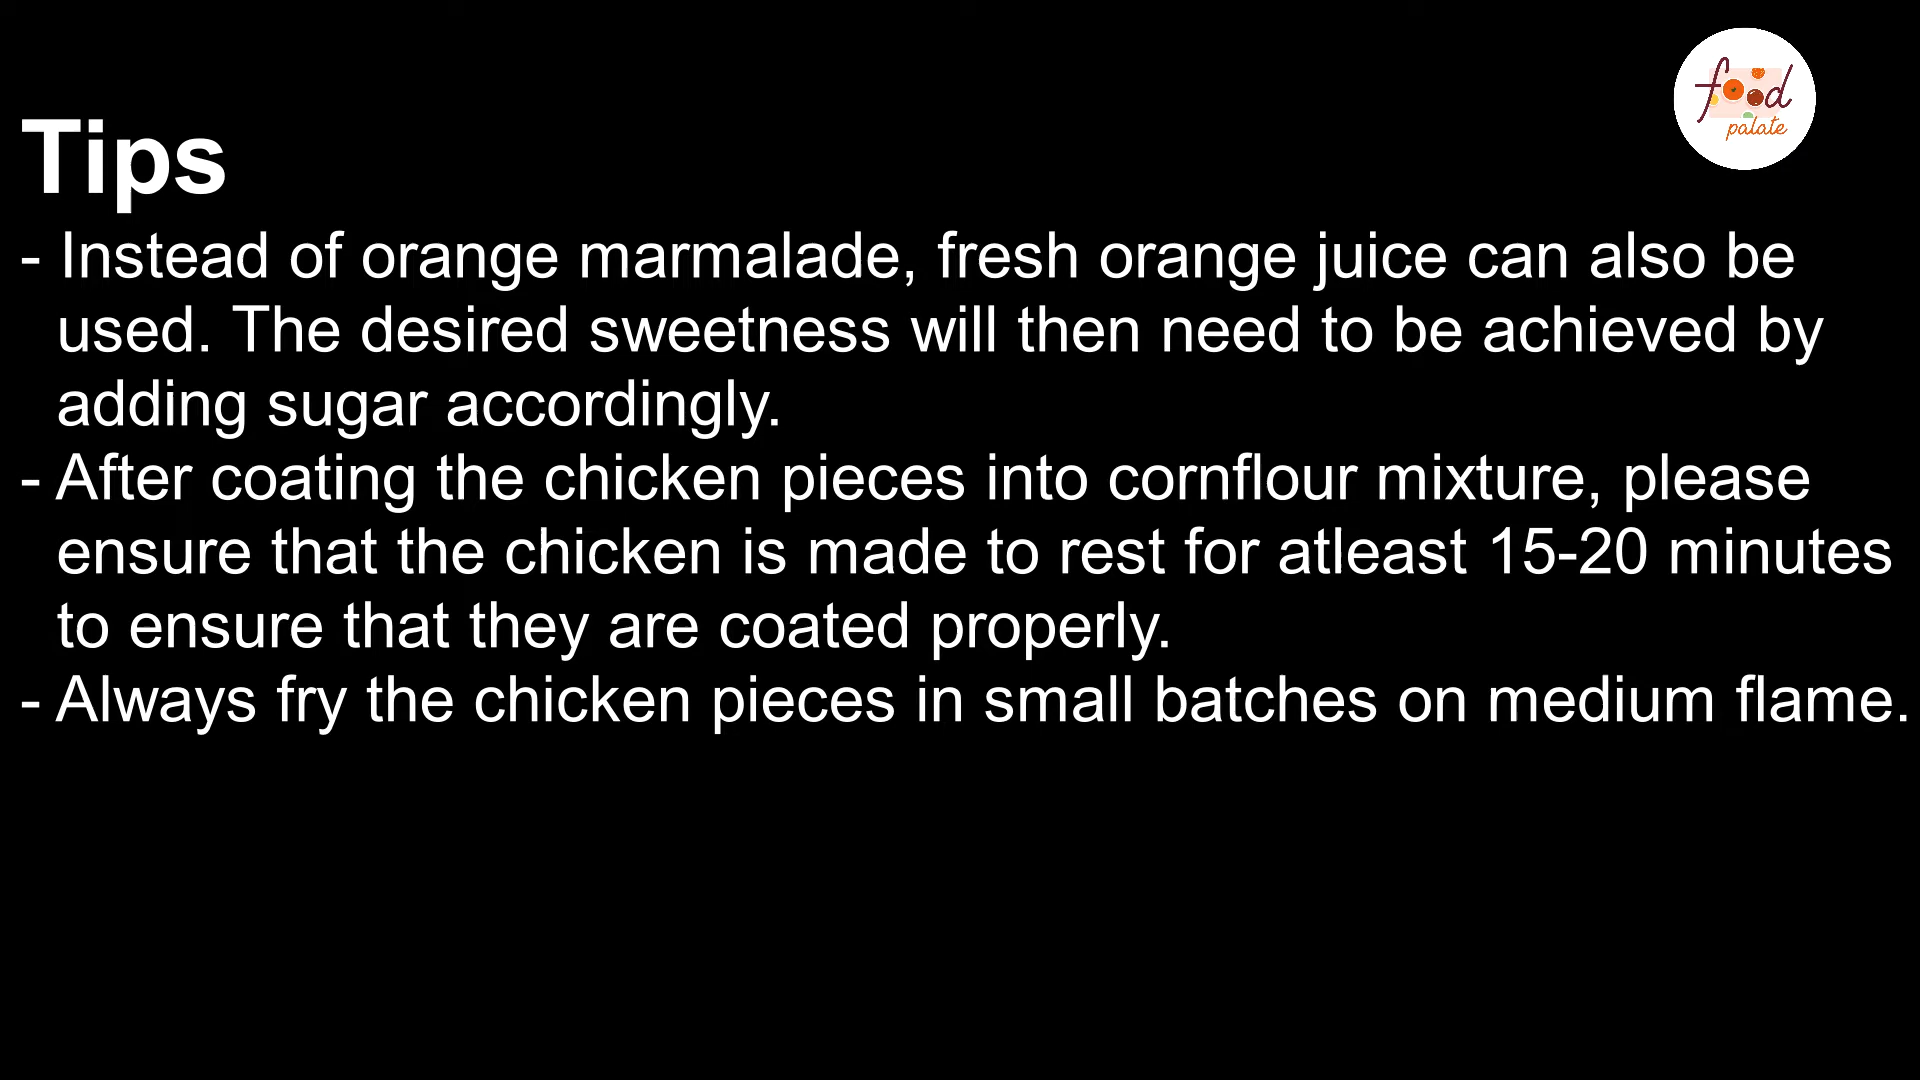 food
palate
Tips
- Instead of orange marmalade, fresh orange juice can also be
used. The desired sweetness will then need to be achieved by
adding sugar accordingly.
- After coating the chicken pieces into cornflour mixture, please
ensure that the chicken is made to rest for atleast 15-20 minutes
to ensure that they are coated properly.
- Always fry the chicken pieces in small batches on medium flame.